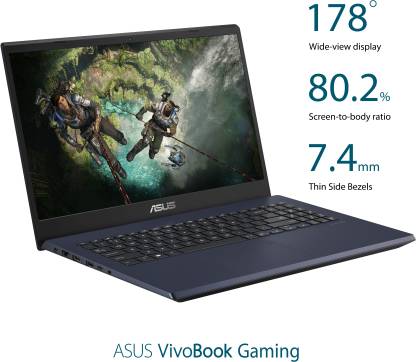 178°
Wide-view display
80.2%
Screen-to-body ratio
7.4mm
Thin Side Bezels
ASUS
ASUS VivoBook Gaming